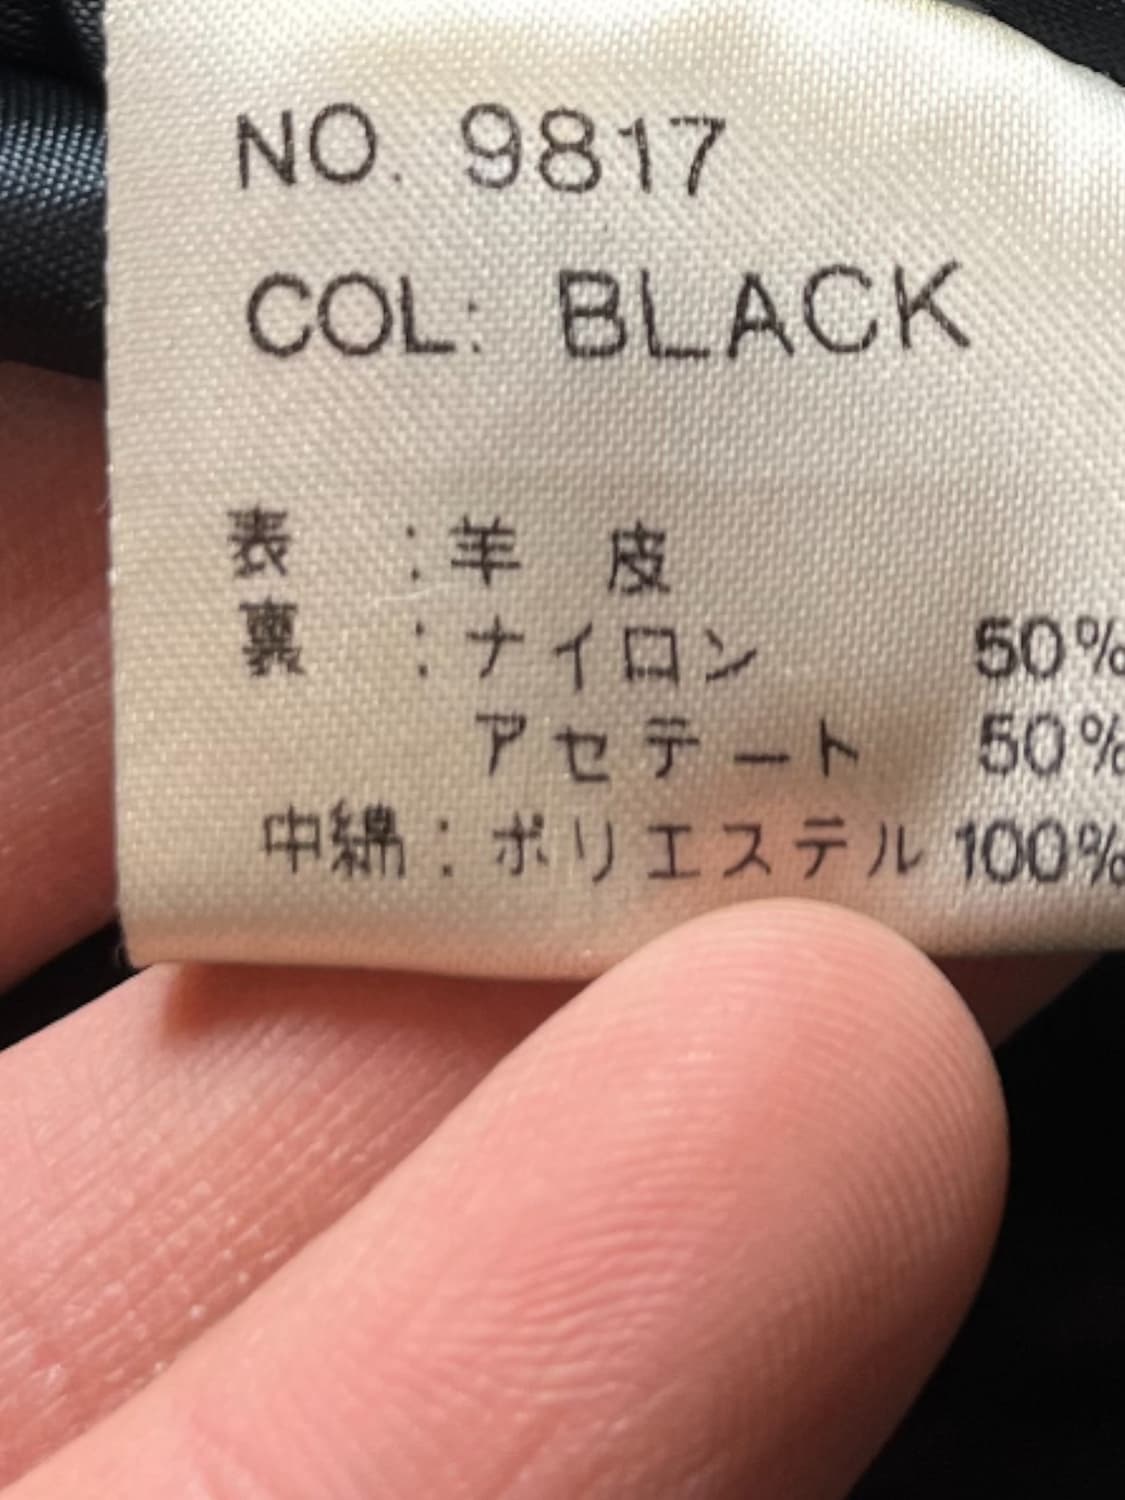 NO. 9817
COL: BLACK
表 : 羊 皮
裏 : ナイロン 50%
アセテート 50%
中綿 : ポリエステル 100%